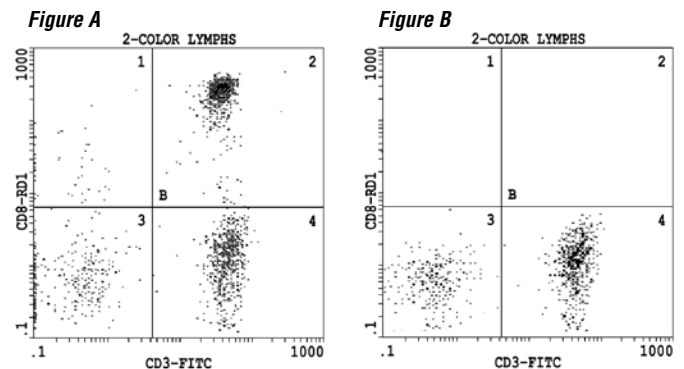 Figure A
2-COLOR LYMPHS
1000
1
2
B
CD8-RD1
3
4
.1
.1
1000
CD3-FITC
Figure B
2-COLOR LYMPHS
1000
1
2
B
CD8-RD1
3
4
.1
.1
1000
CD3-FITC